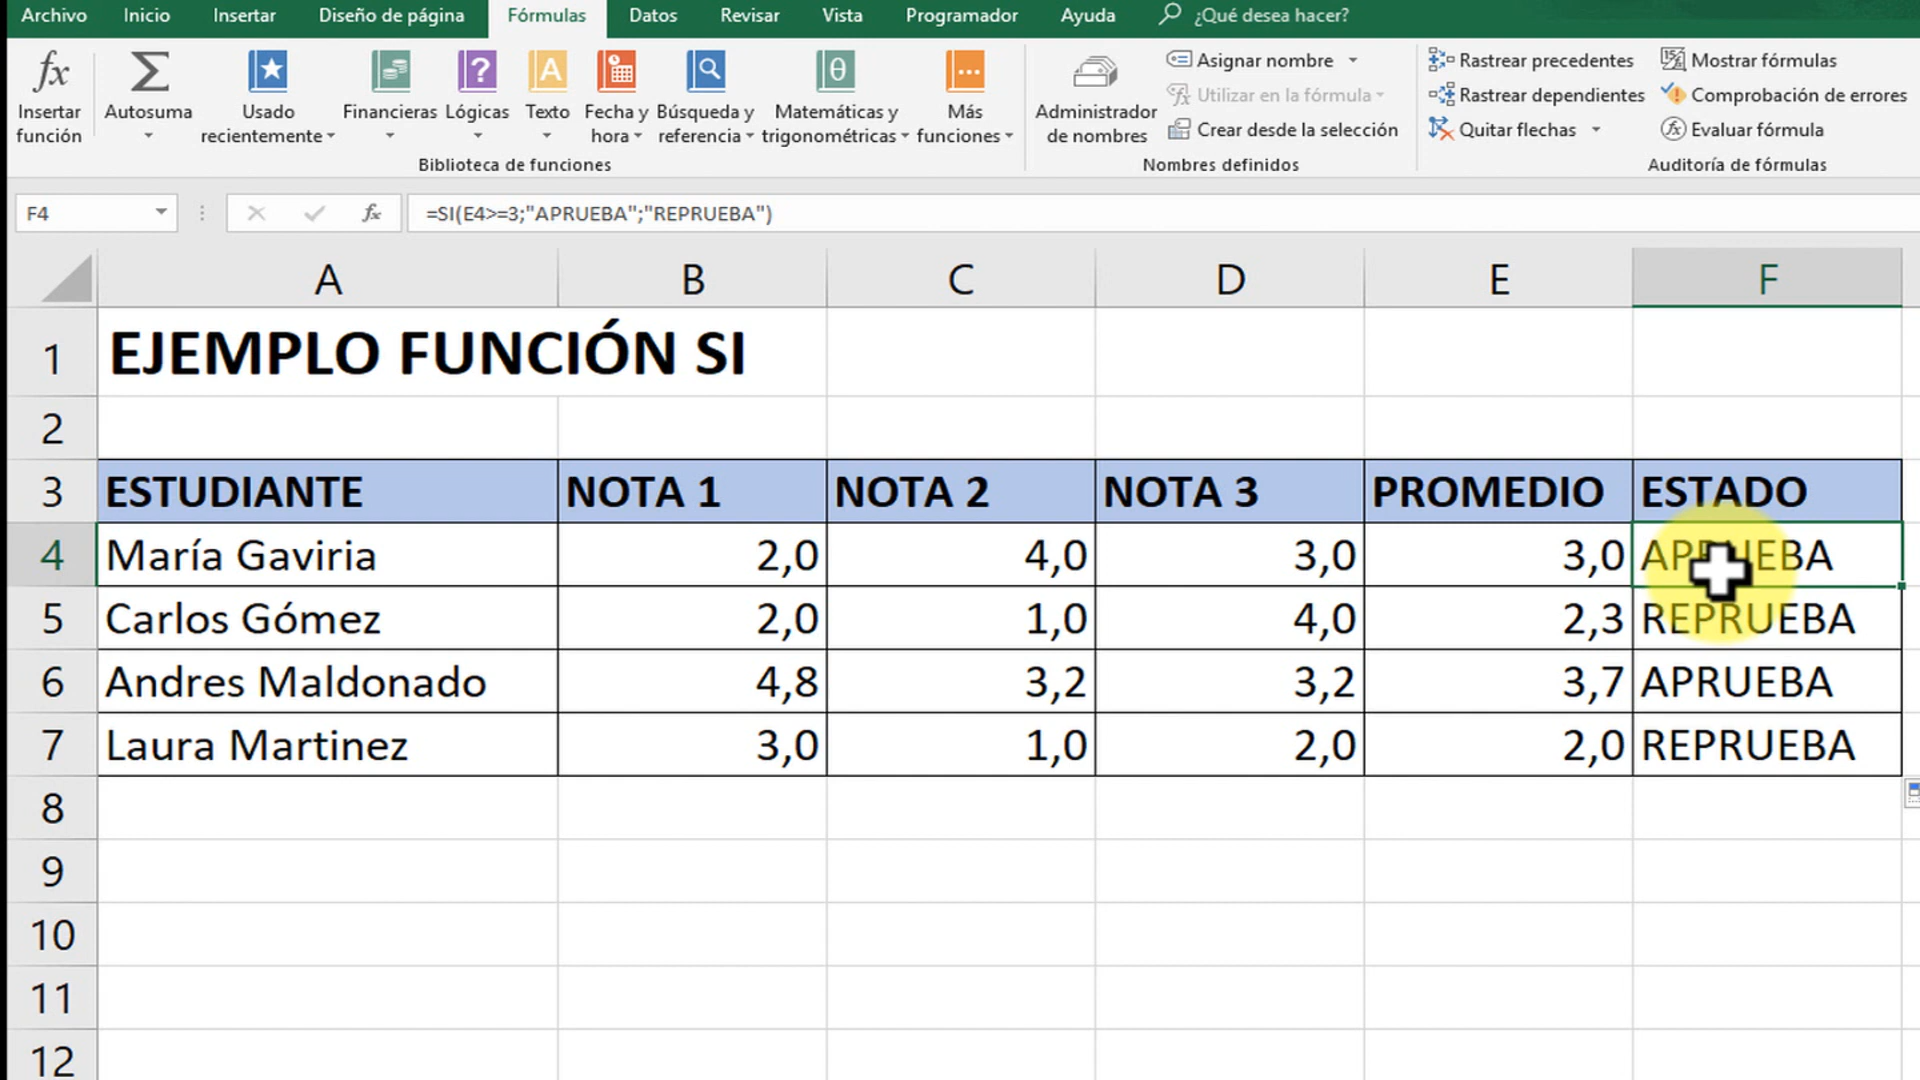 Archivo Inicio Insertar Diseño de página Fórmulas Datos Revisar Vista Programador Ayuda ¿Qué desea hacer?
fx Insertar función
Σ Autosuma
Usado recientemente
Financieras
? Lógicas
A Texto
Fecha y hora
Búsqueda y referencia
θ Matemáticas y trigonométricas
Más funciones
Biblioteca de funciones
Administrador de nombres
Asignar nombre
Utilizar en la fórmula
Crear desde la selección
Nombres definidos
Rastrear precedentes
Rastrear dependientes
Quitar flechas
Mostrar fórmulas
Comprobación de errores
Evaluar fórmula
Auditoría de fórmulas
F4 fx =SI(E4>=3;"APRUEBA";"REPRUEBA")
A B C D E F
1 EJEMPLO FUNCIÓN SI
2
3 ESTUDIANTE NOTA 1 NOTA 2 NOTA 3 PROMEDIO ESTADO
4 María Gaviria 2,0 4,0 3,0 3,0 APRUEBA
5 Carlos Gómez 2,0 1,0 4,0 2,3 REPRUEBA
6 Andres Maldonado 4,8 3,2 3,2 3,7 APRUEBA
7 Laura Martinez 3,0 1,0 2,0 2,0 REPRUEBA
8
9
10
11
12